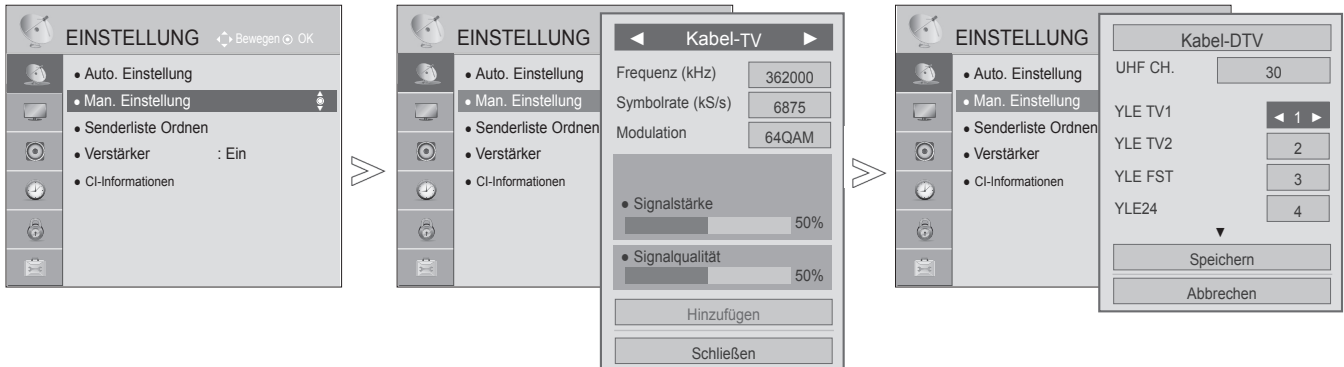 EINSTELLUNG Bewegen OK
• Auto. Einstellung
• Man. Einstellung
• Senderliste Ordnen
• Verstärker : Ein
• CI-Informationen
EINSTELLUNG
• Auto. Einstellung
• Man. Einstellung
• Senderliste Ordnen
• Verstärker
• CI-Informationen
◄ Kabel-TV ►
Frequenz (kHz) 362000
Symbolrate (kS/s) 6875
Modulation 64QAM
• Signalstärke
50%
• Signalqualität
50%
Hinzufügen
Schließen
EINSTELLUNG
• Auto. Einstellung
• Man. Einstellung
• Senderliste Ordnen
• Verstärker
• CI-Informationen
Kabel-DTV
UHF CH. 30
YLE TV1 ◄ 1 ►
YLE TV2 2
YLE FST 3
YLE24 4
▼
Speichern
Abbrechen